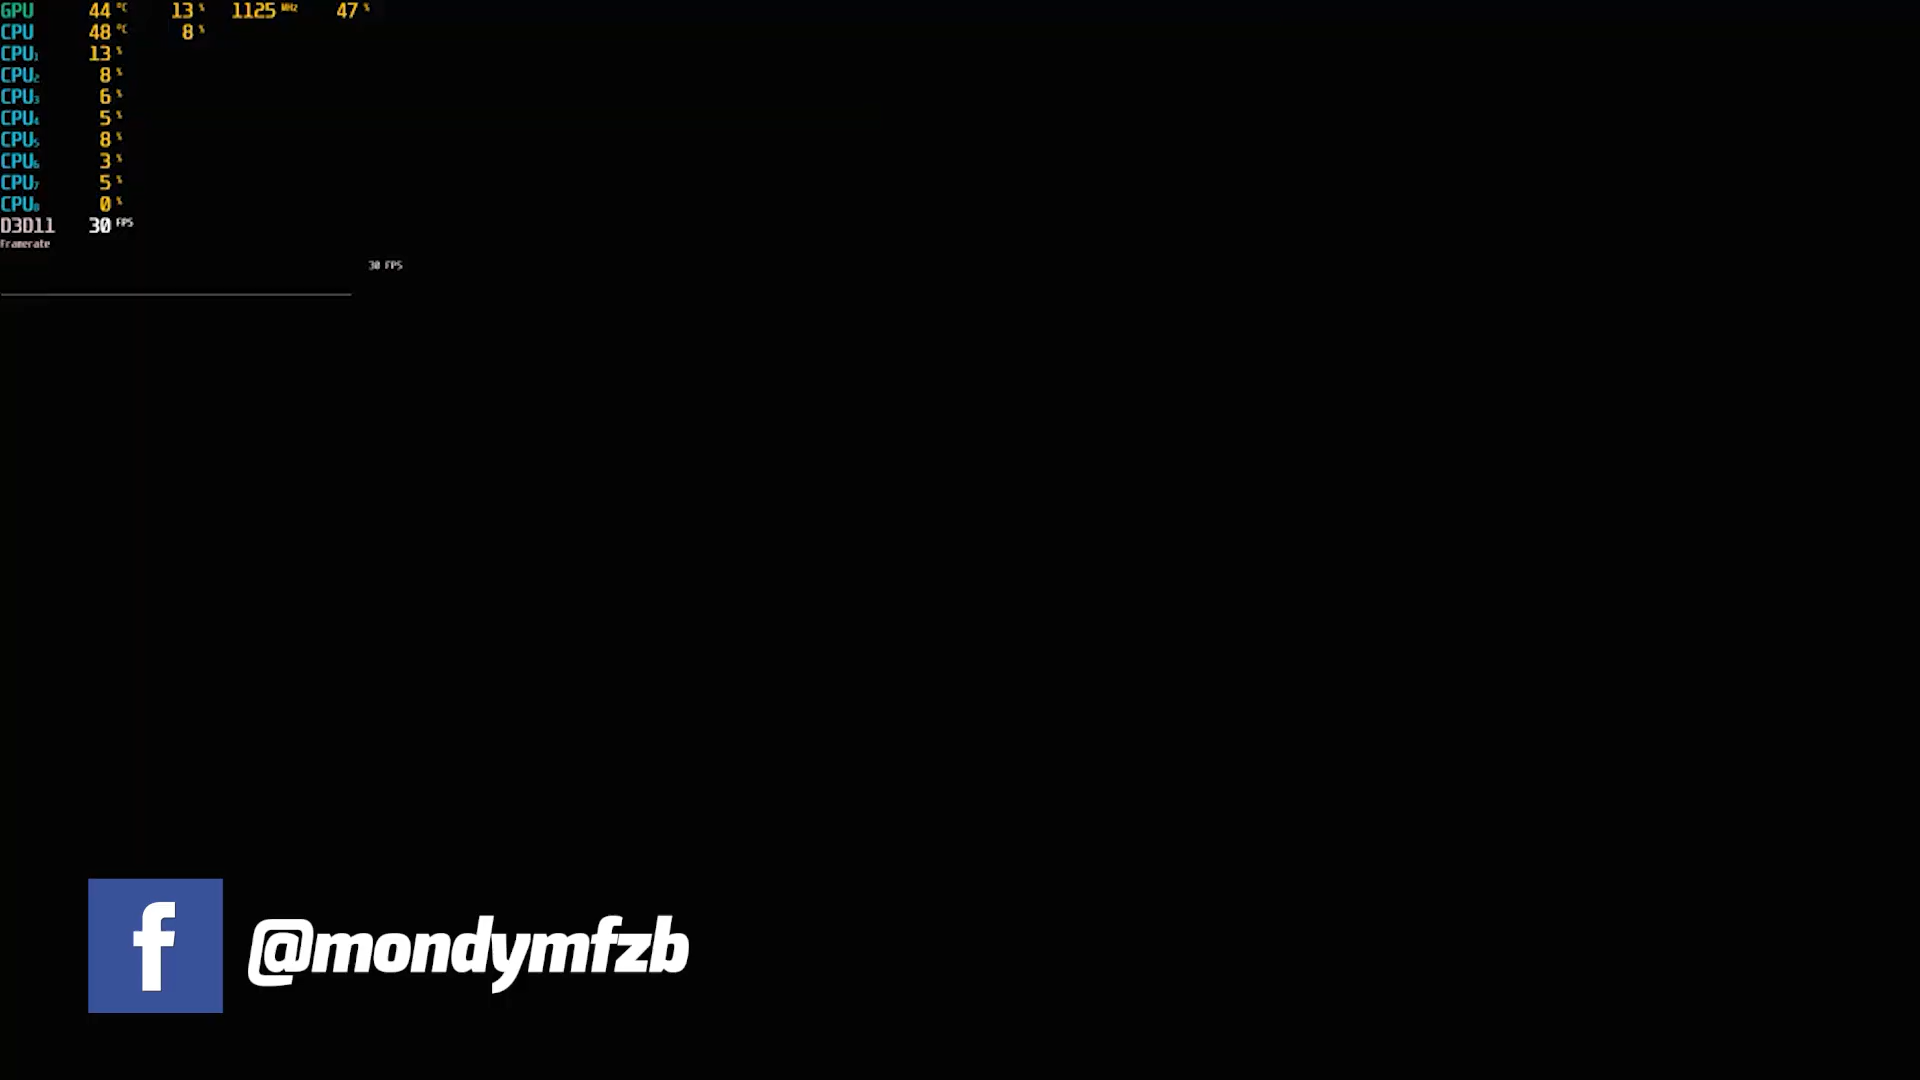 GPU 44 °C 13 % 1125 MHz 47 %
CPU 48 °C 8 %
CPU1 13 %
CPU2 8 %
CPU3 6 %
CPU4 5 %
CPU5 8 %
CPU6 3 %
CPU7 5 %
CPU8 0 %
D3D11 30 FPS
Framerate
30 FPS
f @mondymfzb